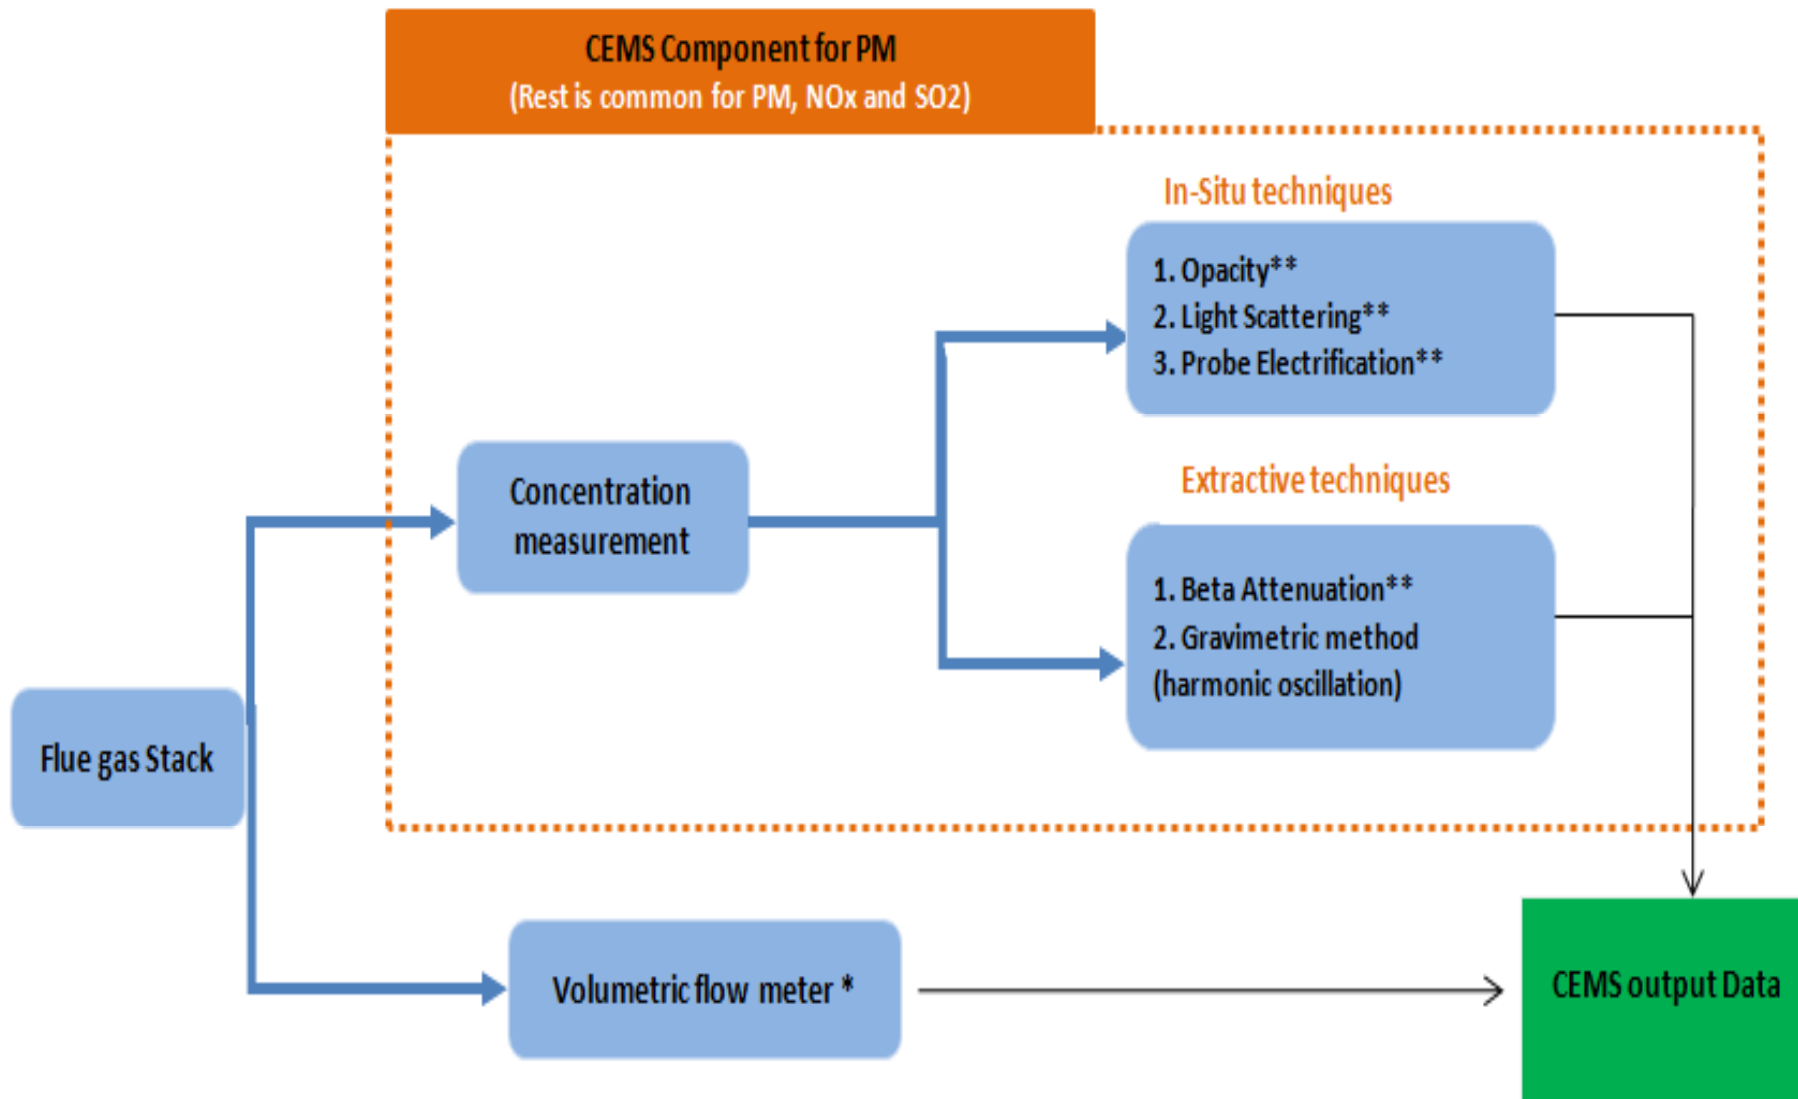 CEMS Component for PM
(Rest is common for PM, NOx and SO2)
In-Situ techniques
1. Opacity**
2. Light Scattering**
3. Probe Electrification**
Concentration
measurement
Extractive techniques
1. Beta Attenuation**
2. Gravimetric method
(harmonic oscillation)
Flue gas Stack
Volumetric flow meter *
CEMS output Data